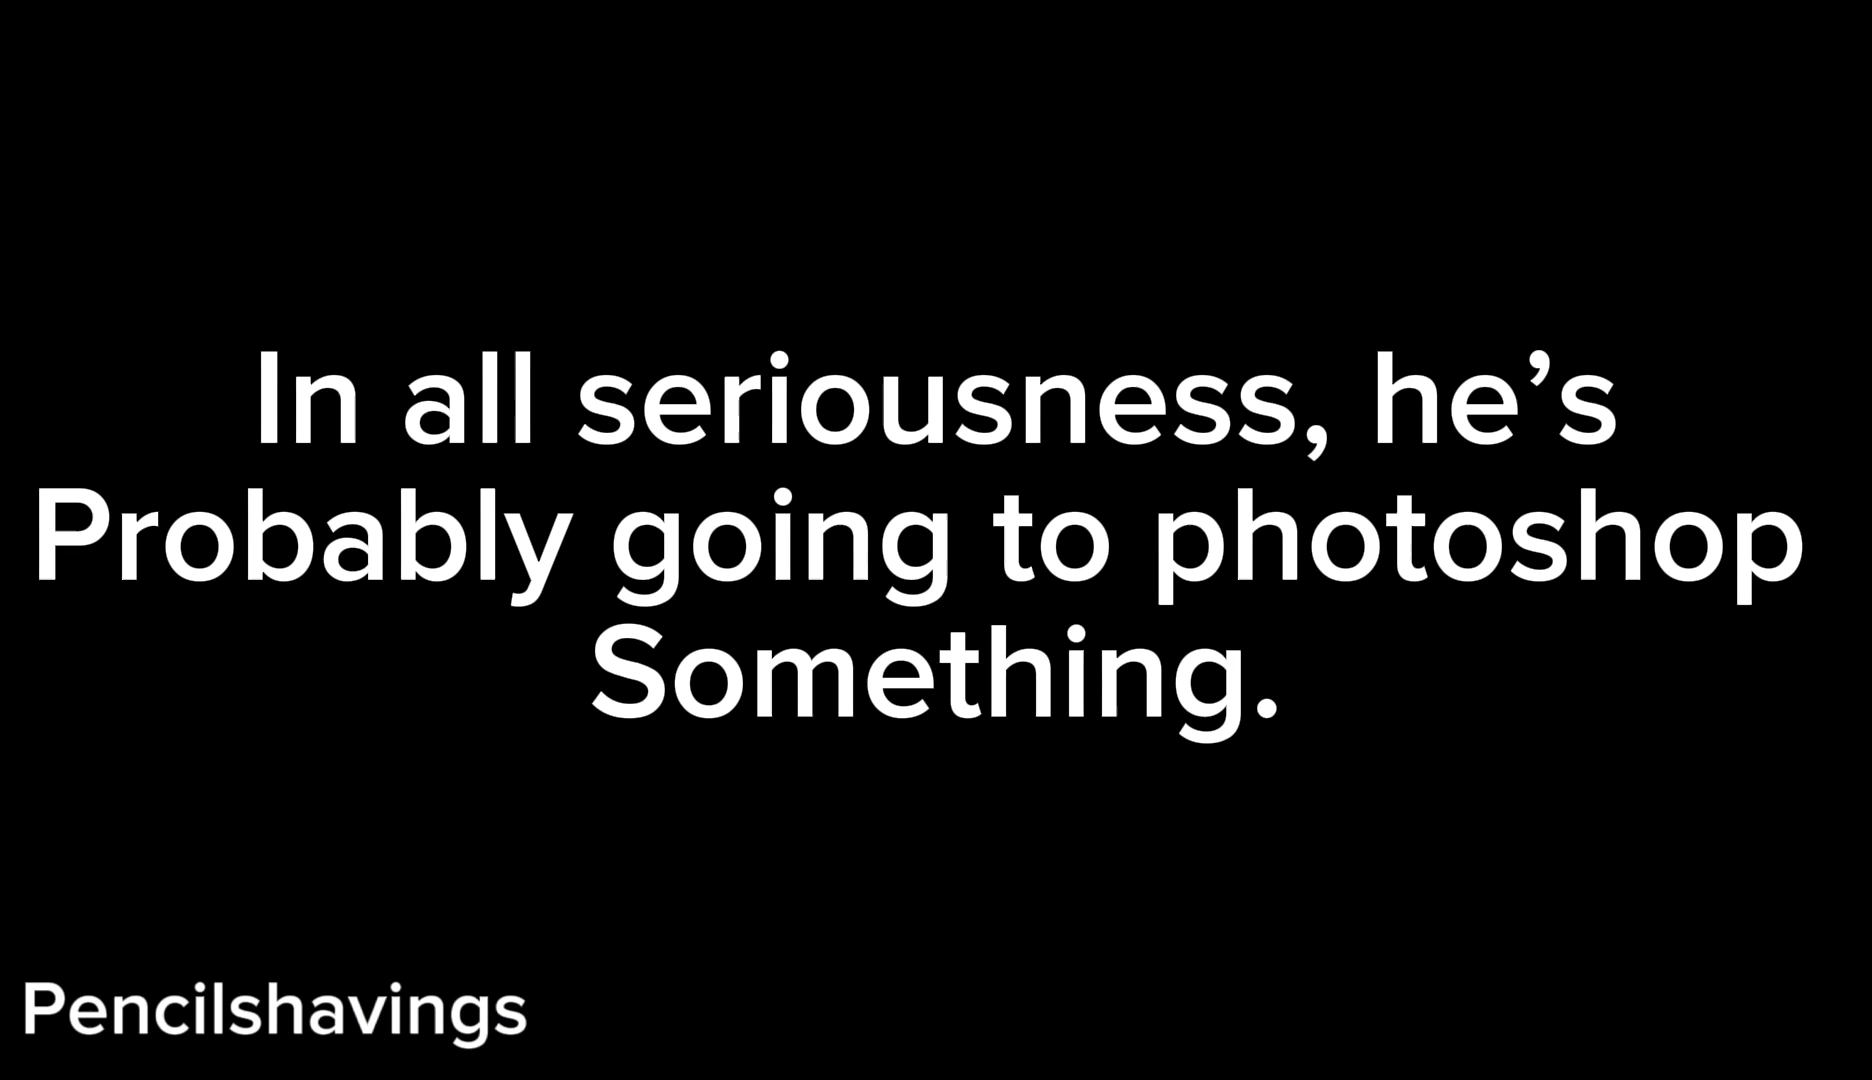 In all seriousness, he’s
Probably going to photoshop
Something.
Pencilshavings